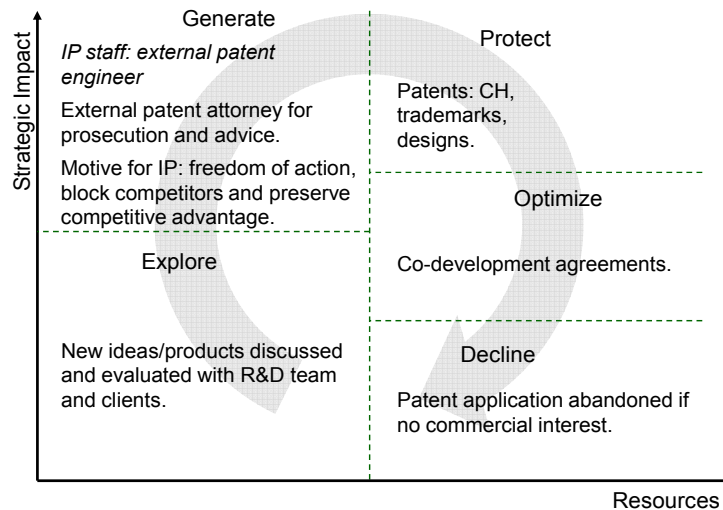 Strategic Impact
Generate
IP staff: external patent
engineer
External patent attorney for
prosecution and advice.
Motive for IP: freedom of action,
block competitors and preserve
competitive advantage.
Protect
Patents: CH,
trademarks,
designs.
Optimize
Co-development agreements.
Explore
New ideas/products discussed
and evaluated with R&D team
and clients.
Decline
Patent application abandoned if
no commercial interest.
Resources